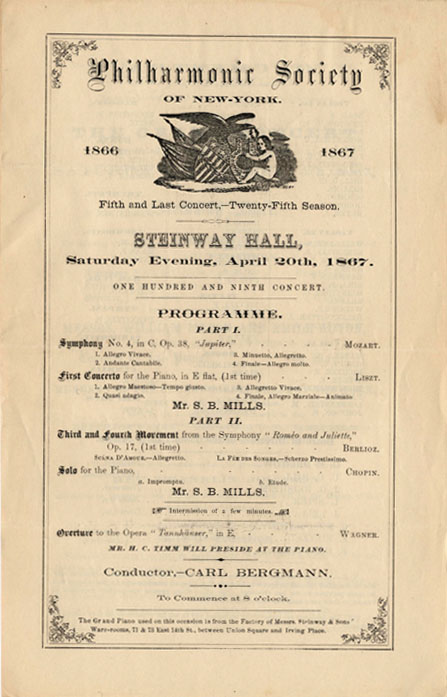 Philharmonic Society
OF NEW-YORK.
1866 1867
Fifth and Last Concert,—Twenty-Fifth Season.
STEINWAY HALL,
Saturday Evening, April 20th, 1867.
ONE HUNDRED AND NINTH CONCERT.
PROGRAMME.
PART I.
Symphony No. 4, in C, Op. 38, "Jupiter," - - - - MOZART.
1. Allegro Vivace. 3. Minuetto, Allegretto.
2. Andante Cantabile. 4. Finale—Allegro molto.
First Concerto for the Piano, in E flat, (1st time) - - - LISZT.
1. Allegro Maestoso—Tempo giusto. 3. Allegretto Vivace.
2. Quasi adagio. 4. Finale, Allegro Marziale—Animato
Mr. S. B. MILLS.
PART II.
Third and Fourth Movement from the Symphony "Roméo and Juliette,"
Op. 17, (1st time) - - - - BERLIOZ.
SCÈNA D'AMOUR.—Allegretto. LA FÉE DES SONGES,—Scherzo Prestissimo.
Solo for the Piano, - - - - CHOPIN.
a. Impromptu. b. Etude.
Mr. S. B. MILLS.
Intermission of a few minutes.
Overture to the Opera "Tannhäuser," in E, - - - WAGNER.
MR. H. C. TIMM WILL PRESIDE AT THE PIANO.
Conductor,—CARL BERGMANN.
To Commence at 8 o'clock.
The Grand Piano used on this occasion is from the Factory of Messrs. Steinway & Sons'
Ware-rooms, 71 & 73 East 14th St., between Union Square and Irving Place.